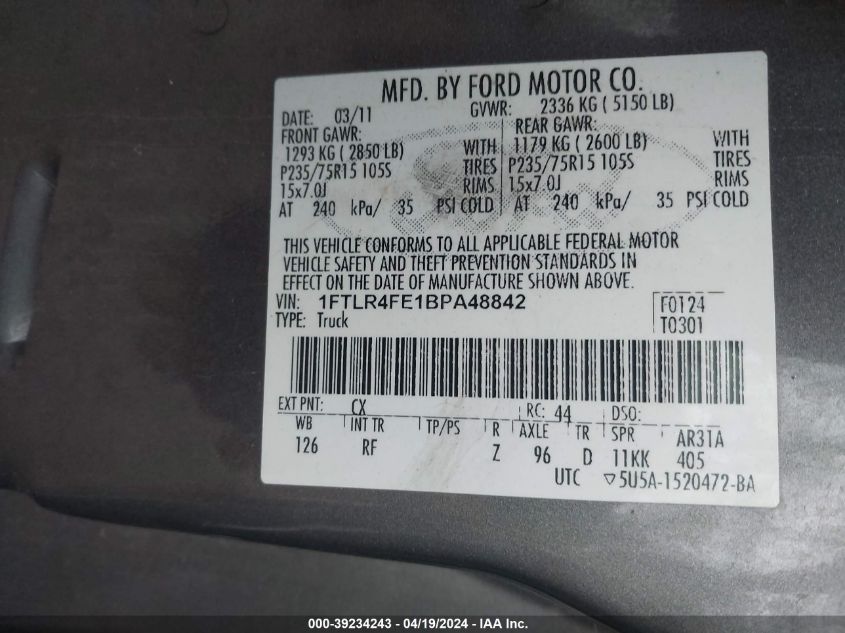 MFD. BY FORD MOTOR CO.
DATE: 03/11 GVWR: 2336 KG ( 5150 LB)
FRONT GAWR: REAR GAWR:
1293 KG ( 2850 LB) WITH 1179 KG ( 2600 LB) WITH
P235/75R15 105S TIRES P235/75R15 105S TIRES
15x7.0J RIMS 15x7.0J RIMS
AT 240 kPa/ 35 PSI COLD AT 240 kPa/ 35 PSI COLD
THIS VEHICLE CONFORMS TO ALL APPLICABLE FEDERAL MOTOR
VEHICLE SAFETY AND THEFT PREVENTION STANDARDS IN
EFFECT ON THE DATE OF MANUFACTURE SHOWN ABOVE.
VIN: 1FTLR4FE1BPA48842 F0124
TYPE: Truck T0301
EXT PNT: CX RC: 44 DSO:
WB INT TR TP/PS R AXLE TR SPR AR31A
126 RF Z 96 D 11KK 405
UTC ▽5U5A-1520472-BA
000-39234243 - 04/19/2024 - IAA Inc.